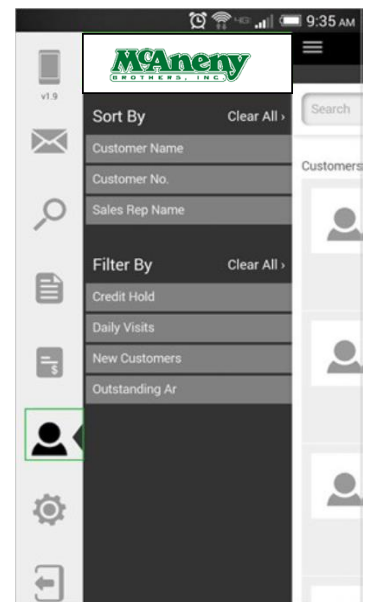 4G
9:35 AM
McAneny
BROTHERS, INC.
v1.9
Sort By Clear All ›
Customer Name
Customer No.
Sales Rep Name
Filter By Clear All ›
Credit Hold
Daily Visits
New Customers
Outstanding Ar
Search
Customers
$